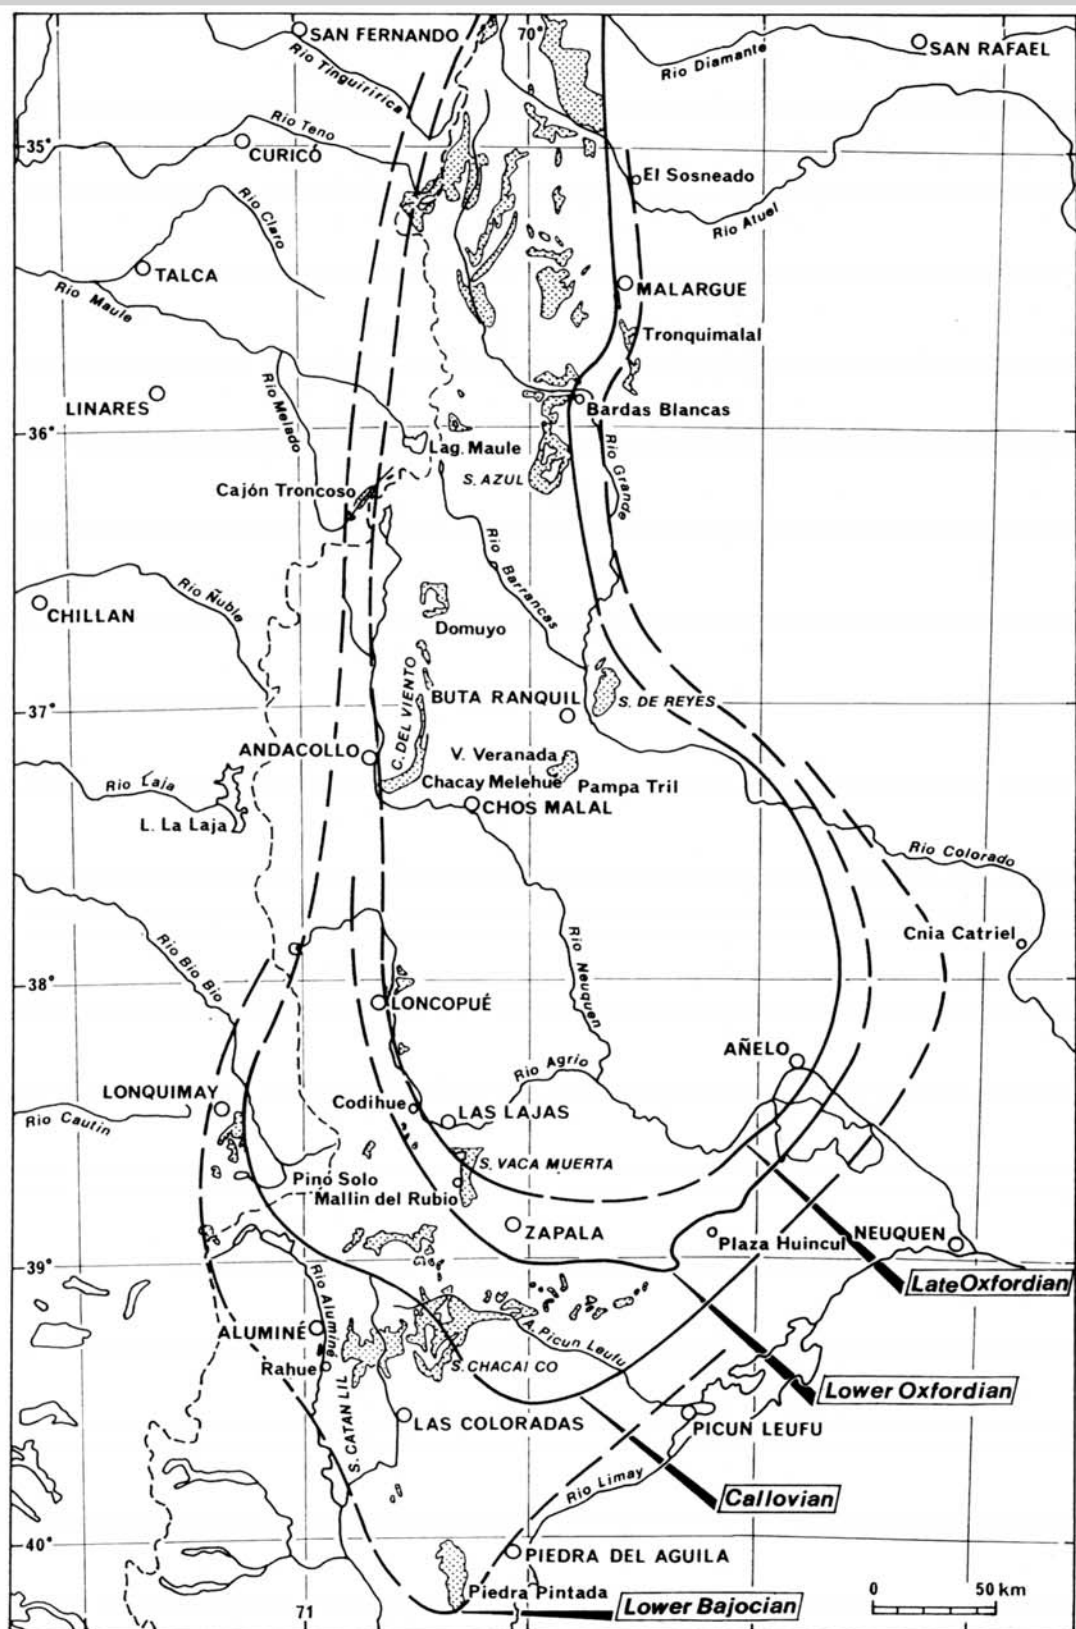 SAN FERNANDO
70°
SAN RAFAEL
Rio Tinguiririca
Rio Diamante
Rio Teno
35°
CURICÓ
El Sosneado
Rio Claro
Rio Atuel
TALCA
Rio Maule
MALARGUE
Tronquimalal
Rio Melado
LINARES
Bardas Blancas
36°
Lag. Maule
Rio Grande
S. AZUL
Cajón Troncoso
Rio Barrancas
Rio Ñuble
CHILLAN
Domuyo
C. DEL VIENTO
BUTA RANQUIL
S. DE REYES
37°
ANDACOLLO
V. Veranada
Chacay Melehué
Pampa Tril
Rio Laja
CHOS MALAL
L. La Laja
Rio Colorado
Rio Bio Bio
Rio Neuquen
Cnia Catriel
38°
LONCOPUÉ
AÑELO
Rio Agrio
LONQUIMAY
Codihue
LAS LAJAS
Rio Cautin
S. VACA MUERTA
Pino Solo
Mallin del Rubio
ZAPALA
Plaza Huincul
NEUQUEN
39°
Late Oxfordian
Rio Aluminé
ALUMINÉ
A. Picun Leufu
Rahue
S. CHACAI CO
Lower Oxfordian
S. CATAN LIL
LAS COLORADAS
PICUN LEUFU
Rio Limay
Callovian
40°
PIEDRA DEL AGUILA
Piedra Pintada
0 50 km
Lower Bajocian
71